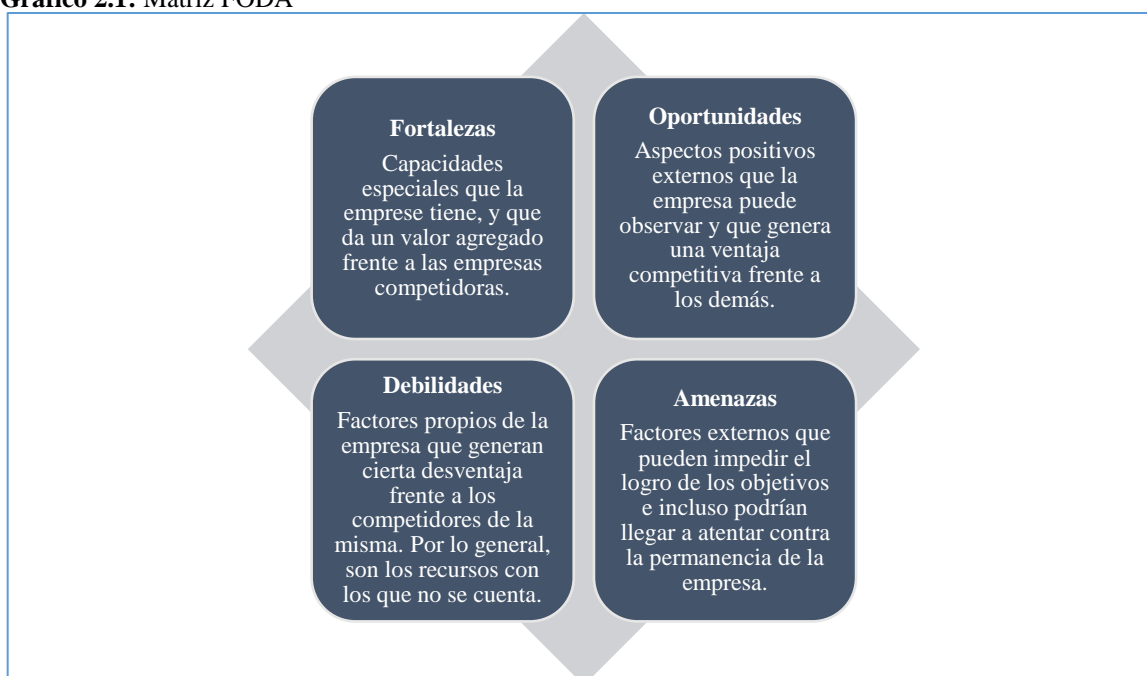 Gráfico 2.1: Matriz FODA
Fortalezas
Capacidades
especiales que la
emprese tiene, y que
da un valor agregado
frente a las empresas
competidoras.
Oportunidades
Aspectos positivos
externos que la
empresa puede
observar y que genera
una ventaja
competitiva frente a
los demás.
Debilidades
Factores propios de la
empresa que generan
cierta desventaja
frente a los
competidores de la
misma. Por lo general,
son los recursos con
los que no se cuenta.
Amenazas
Factores externos que
pueden impedir el
logro de los objetivos
e incluso podrían
llegar a atentar contra
la permanencia de la
empresa.